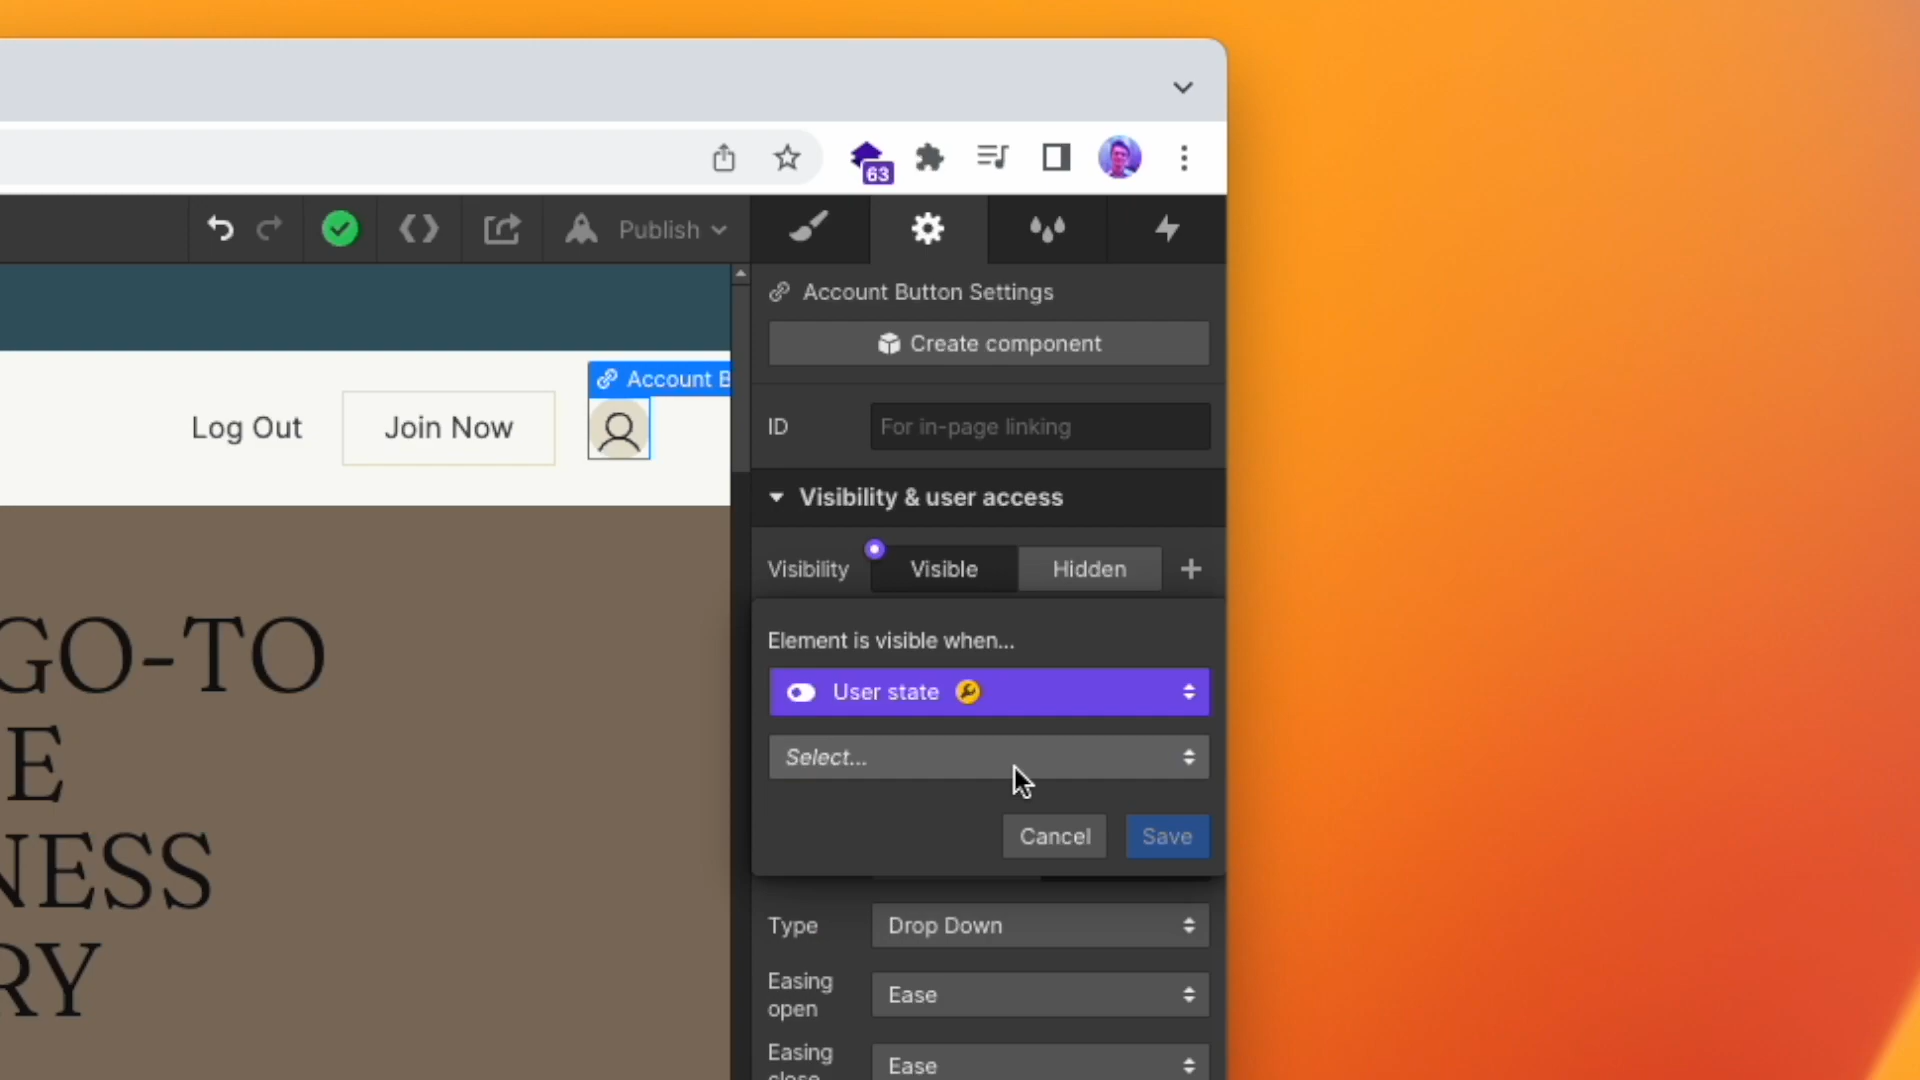 63
Publish
Account Button Settings
Create component
Account B
Log Out
Join Now
ID
For in-page linking
Visibility & user access
Visibility
Visible
Hidden
Element is visible when...
User state
Select...
Cancel
Save
GO-TO
E
NESS
RY
Type
Drop Down
Easing
open
Ease
Easing
close
Ease